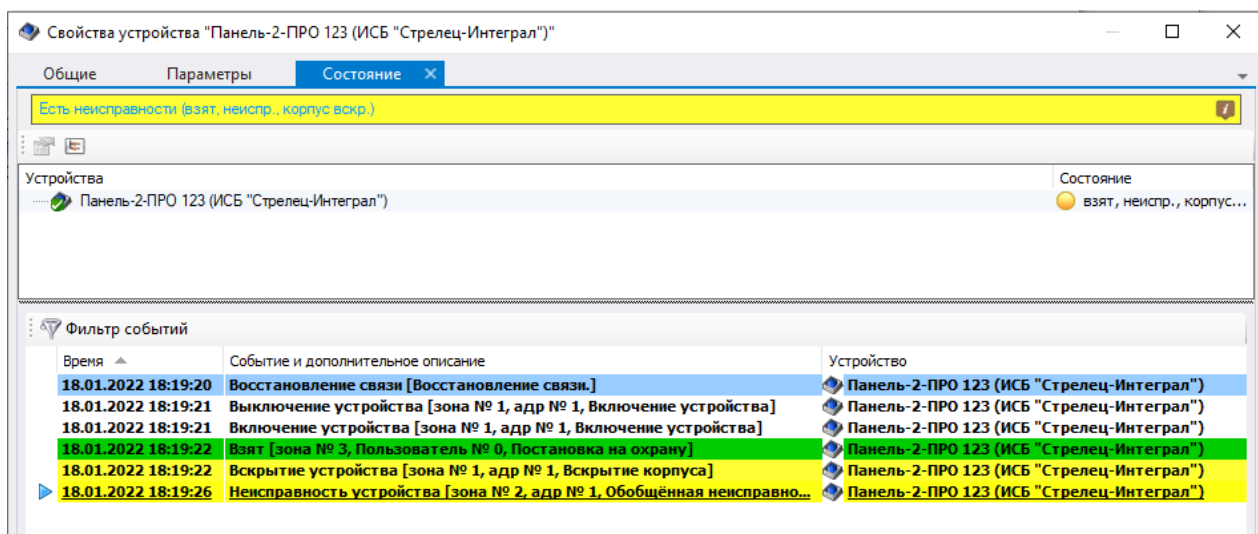 Свойства устройства "Панель-2-ПРО 123 (ИСБ "Стрелец-Интеграл")"
Общие Параметры Состояние
Есть неисправности (взят, неиспр., корпус вскр.)
Устройства Состояние
Панель-2-ПРО 123 (ИСБ "Стрелец-Интеграл") взят, неиспр., корпус...
Фильтр событий
Время Событие и дополнительное описание Устройство
18.01.2022 18:19:20 Восстановление связи [Восстановление связи.] Панель-2-ПРО 123 (ИСБ "Стрелец-Интеграл")
18.01.2022 18:19:21 Выключение устройства [зона № 1, адр № 1, Включение устройства] Панель-2-ПРО 123 (ИСБ "Стрелец-Интеграл")
18.01.2022 18:19:21 Включение устройства [зона № 1, адр № 1, Включение устройства] Панель-2-ПРО 123 (ИСБ "Стрелец-Интеграл")
18.01.2022 18:19:22 Взят [зона № 3, Пользователь № 0, Постановка на охрану] Панель-2-ПРО 123 (ИСБ "Стрелец-Интеграл")
18.01.2022 18:19:22 Вскрытие устройства [зона № 1, адр № 1, Вскрытие корпуса] Панель-2-ПРО 123 (ИСБ "Стрелец-Интеграл")
18.01.2022 18:19:26 Неисправность устройства [зона № 2, адр № 1, Обобщённая неисправно... Панель-2-ПРО 123 (ИСБ "Стрелец-Интеграл")